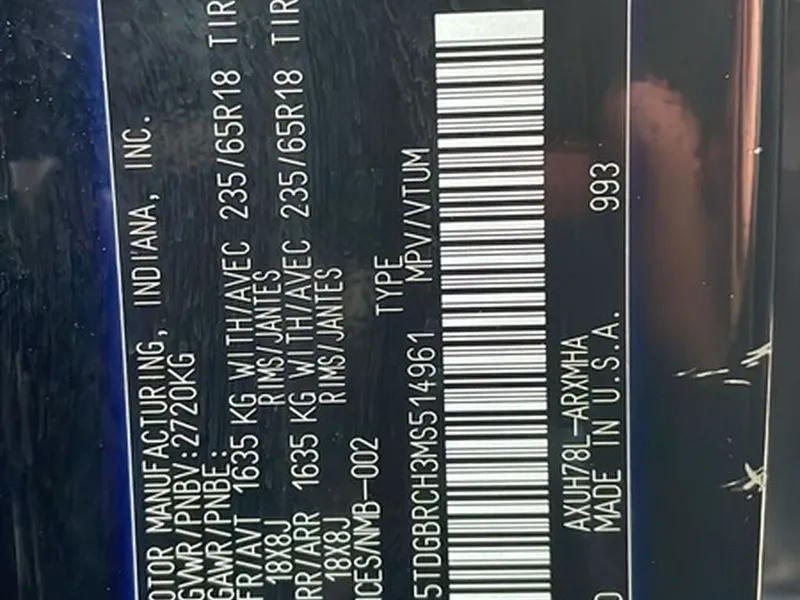 OTOR MANUFACTURING, INDIANA, INC.
GVWR/PNBV:2720KG
GAWR/PNBE:
FR/AVT 1635 KG WITH/AVEC 235/65R18 TIR
18X8J RIMS/JANTES
RR/ARR 1635 KG WITH/AVEC 235/65R18 TIR
18X8J RIMS/JANTES
ICES/NMB-002 TYPE
5TDGBRCH3MS514961 MPV/VTUM
AXUH78L-ARXMHA
MADE IN U.S.A. 993